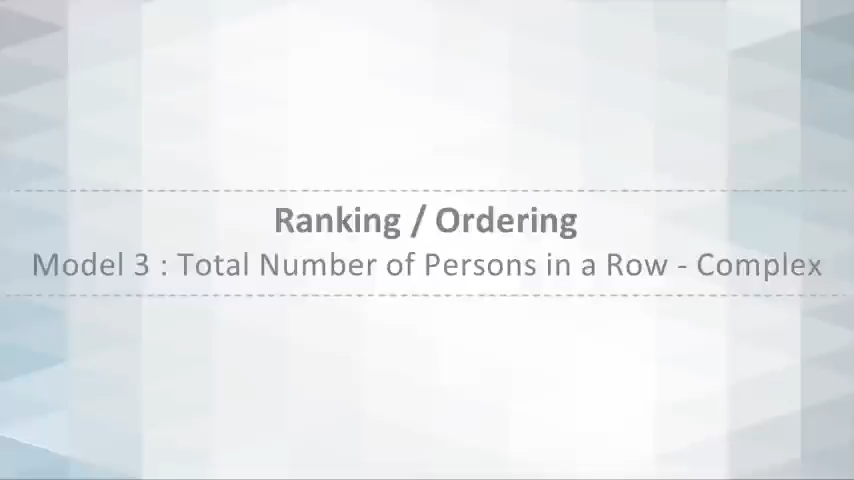 Ranking / Ordering
Model 3 : Total Number of Persons in a Row - Complex